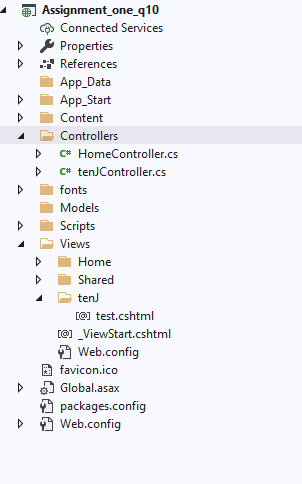 Assignment_one_q10
Connected Services
Properties
References
App_Data
App_Start
Content
Controllers
C# HomeController.cs
C# tenJController.cs
fonts
Models
Scripts
Views
Home
Shared
tenJ
[@] test.cshtml
[@] _ViewStart.cshtml
Web.config
favicon.ico
Global.asax
packages.config
Web.config